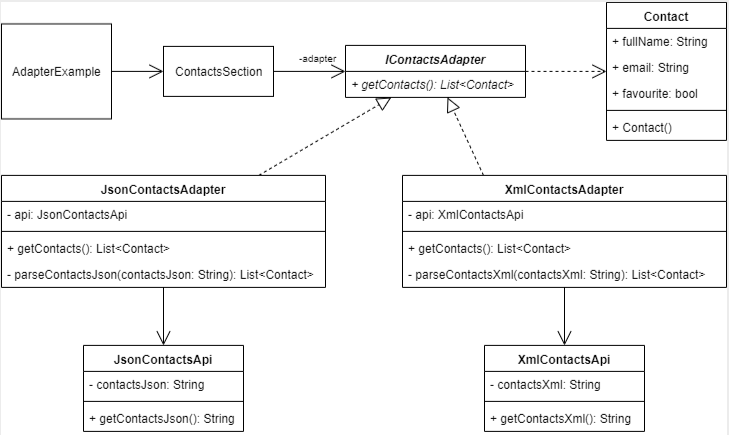 AdapterExample
ContactsSection
-adapter
IContactsAdapter
+ getContacts(): List<Contact>
Contact
+ fullName: String
+ email: String
+ favourite: bool
+ Contact()
JsonContactsAdapter
- api: JsonContactsApi
+ getContacts(): List<Contact>
- parseContactsJson(contactsJson: String): List<Contact>
XmlContactsAdapter
- api: XmlContactsApi
+ getContacts(): List<Contact>
- parseContactsXml(contactsXml: String): List<Contact>
JsonContactsApi
- contactsJson: String
+ getContactsJson(): String
XmlContactsApi
- contactsXml: String
+ getContactsXml(): String